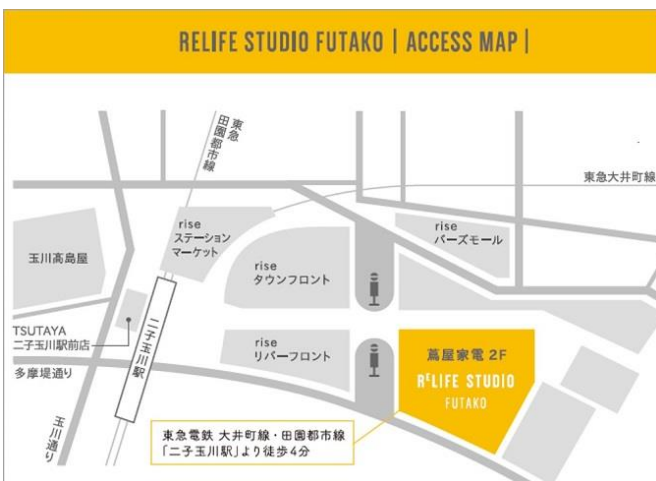 RELIFE STUDIO FUTAKO | ACCESS MAP |
東急
田園都市線
東急大井町線
rise
ステーション
マーケット
rise
バーズモール
玉川高島屋
rise
タウンフロント
TSUTAYA
二子玉川駅前店
二子玉川駅
rise
リバーフロント
蔦屋家電 2F
RELIFE STUDIO
FUTAKO
多摩堤通り
玉川通り
東急電鉄 大井町線・田園都市線
「二子玉川駅」より徒歩4分